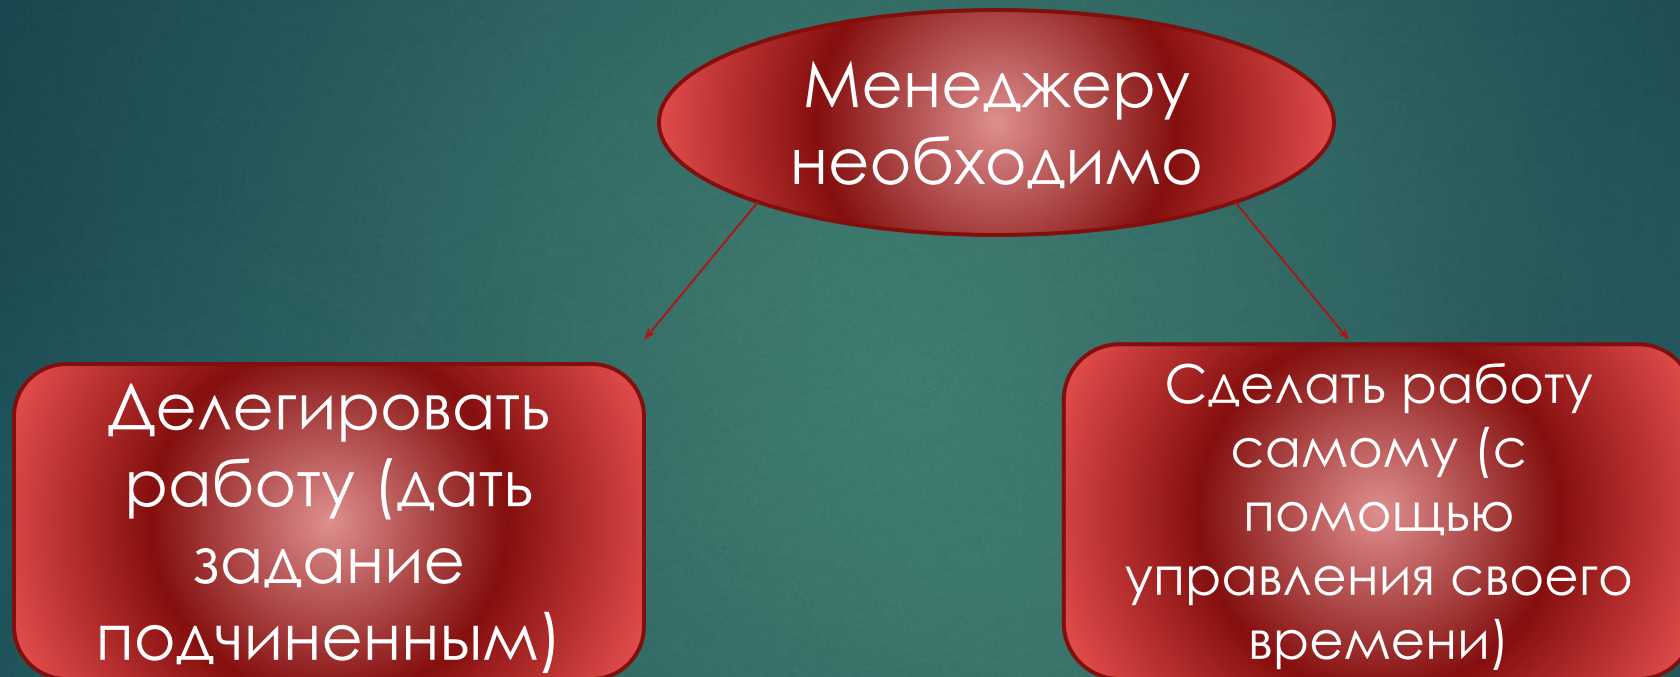 Менеджеру
необходимо
Делегировать
работу (дать
задание
подчиненным)
Сделать работу
самому (с
помощью
управления своего
времени)